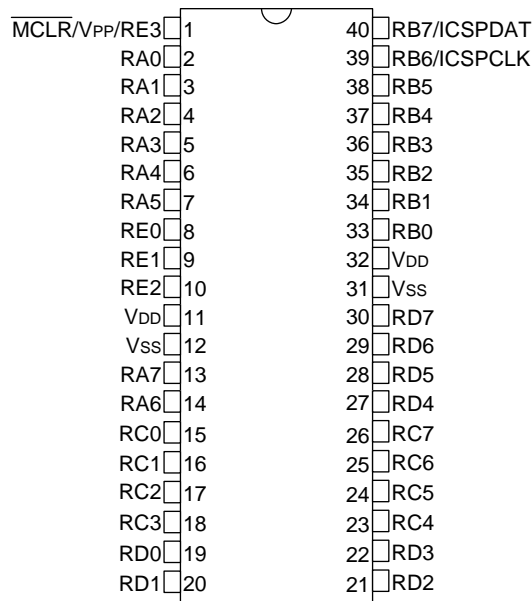 MCLR/VPP/RE3 1 40 RB7/ICSPDAT
RA0 2 39 RB6/ICSPCLK
RA1 3 38 RB5
RA2 4 37 RB4
RA3 5 36 RB3
RA4 6 35 RB2
RA5 7 34 RB1
RE0 8 33 RB0
RE1 9 32 VDD
RE2 10 31 VSS
VDD 11 30 RD7
VSS 12 29 RD6
RA7 13 28 RD5
RA6 14 27 RD4
RC0 15 26 RC7
RC1 16 25 RC6
RC2 17 24 RC5
RC3 18 23 RC4
RD0 19 22 RD3
RD1 20 21 RD2